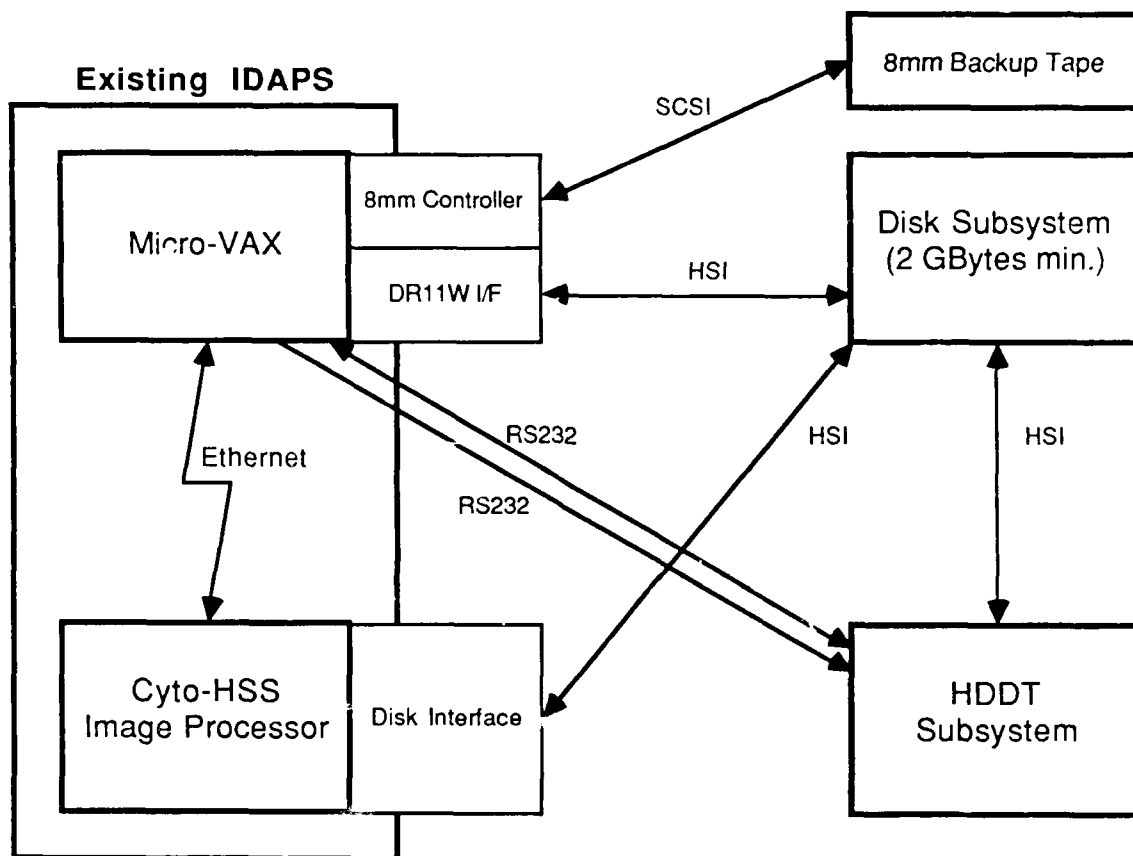 Existing IDAPS
8mm Backup Tape
SCSI
Micro-VAX
8mm Controller
DR11W I/F
HSI
Disk Subsystem
(2 GBytes min.)
Ethernet
RS232
RS232
HSI
HSI
Cyto-HSS
Image Processor
Disk Interface
HDDT
Subsystem